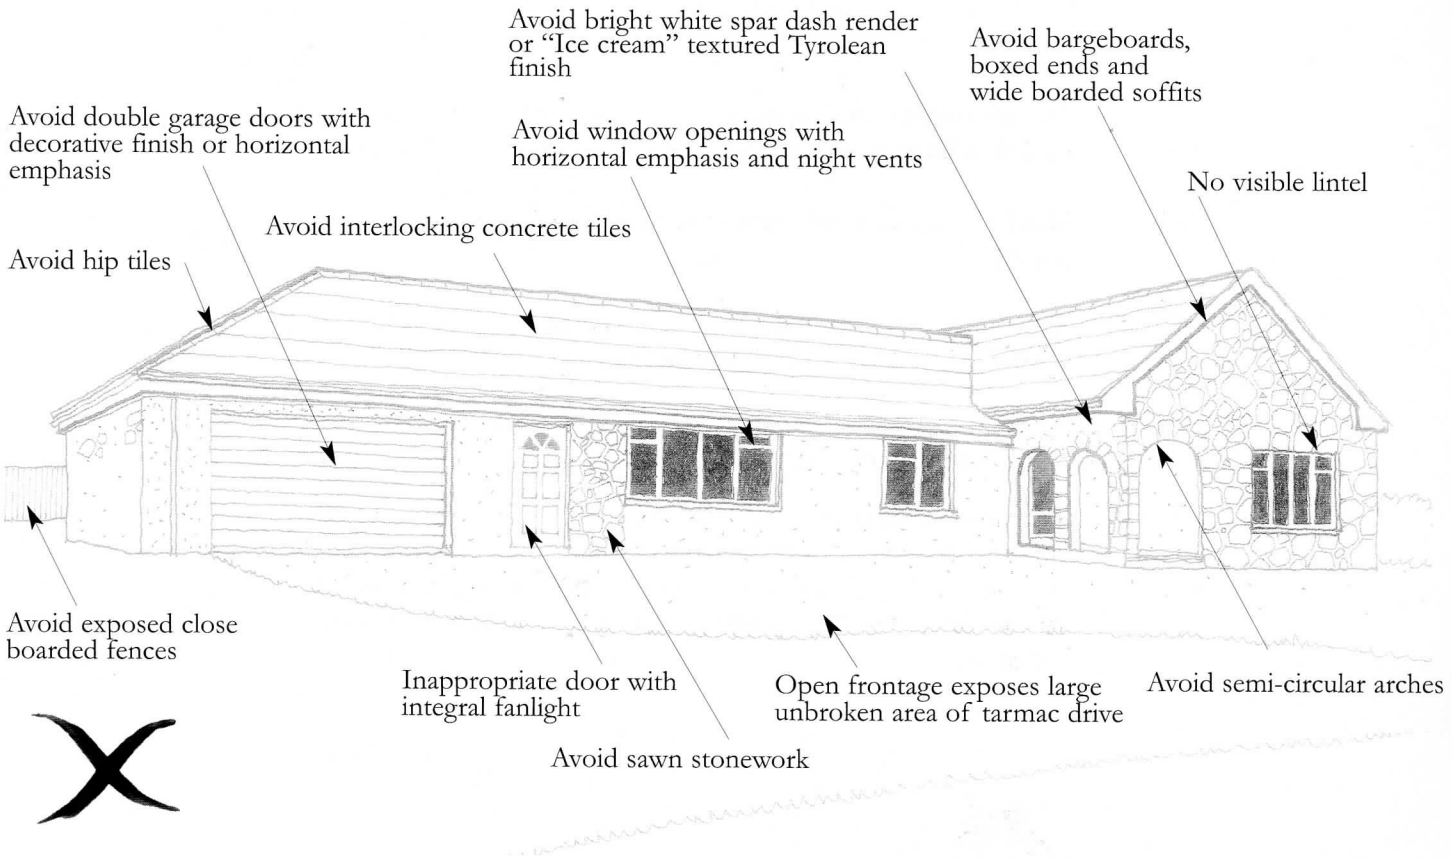 Avoid bright white spar dash render
or “Ice cream” textured Tyrolean
finish
Avoid bargeboards,
boxed ends and
wide boarded soffits
Avoid double garage doors with
decorative finish or horizontal
emphasis
Avoid window openings with
horizontal emphasis and night vents
No visible lintel
Avoid interlocking concrete tiles
Avoid hip tiles
Avoid exposed close
boarded fences
Inappropriate door with
integral fanlight
Open frontage exposes large
unbroken area of tarmac drive
Avoid semi-circular arches
Avoid sawn stonework